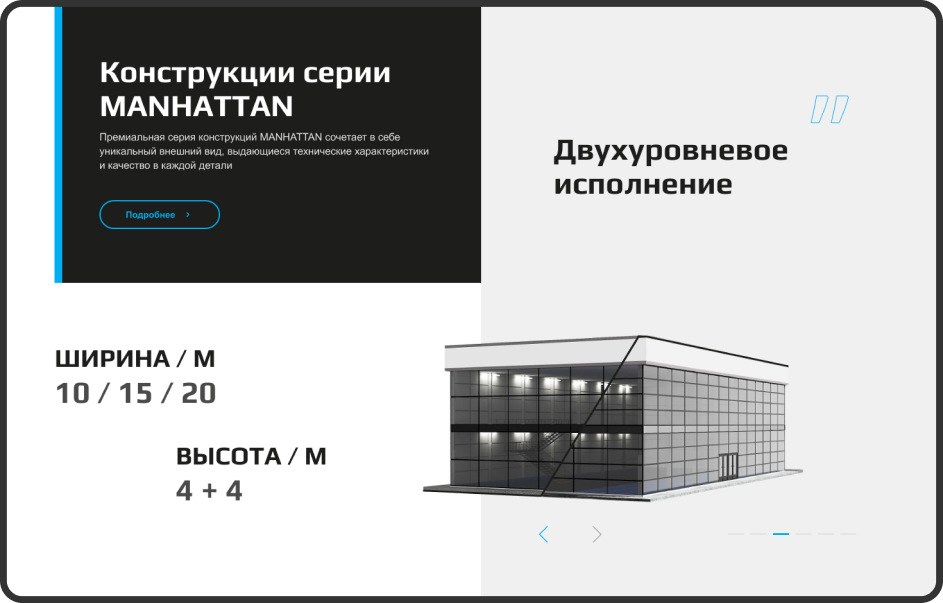 Конструкции серии
MANHATTAN
Премиальная серия конструкций MANHATTAN сочетает в себе
уникальный внешний вид, выдающиеся технические характеристики
и качество в каждой детали
Подробнее
Двухуровневое
исполнение
ШИРИНА / М
10 / 15 / 20
ВЫСОТА / М
4 + 4